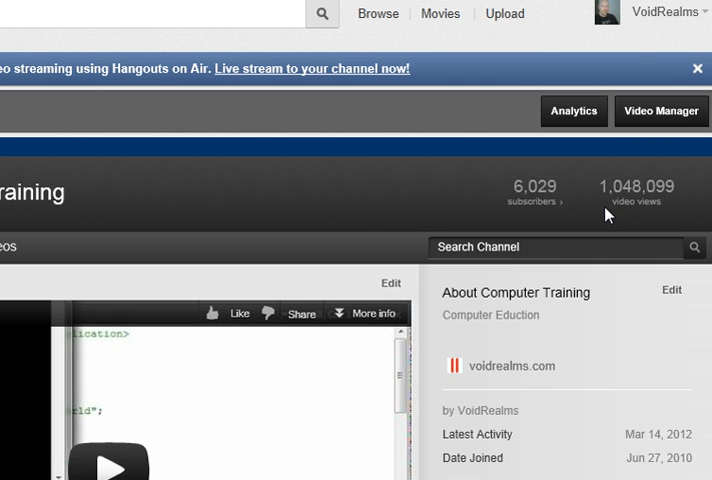 Browse
Movies
Upload
VoidRealms
eo streaming using Hangouts on Air. Live stream to your channel now!
Analytics
Video Manager
raining
6,029
1,048,099
subscribers
video views
eos
Search Channel
Edit
About Computer Training
Edit
Like
Share
More info
Computer Eduction
lication>
voidrealms.com
rld";
by VoidRealms
Latest Activity
Mar 14, 2012
Date Joined
Jun 27, 2010